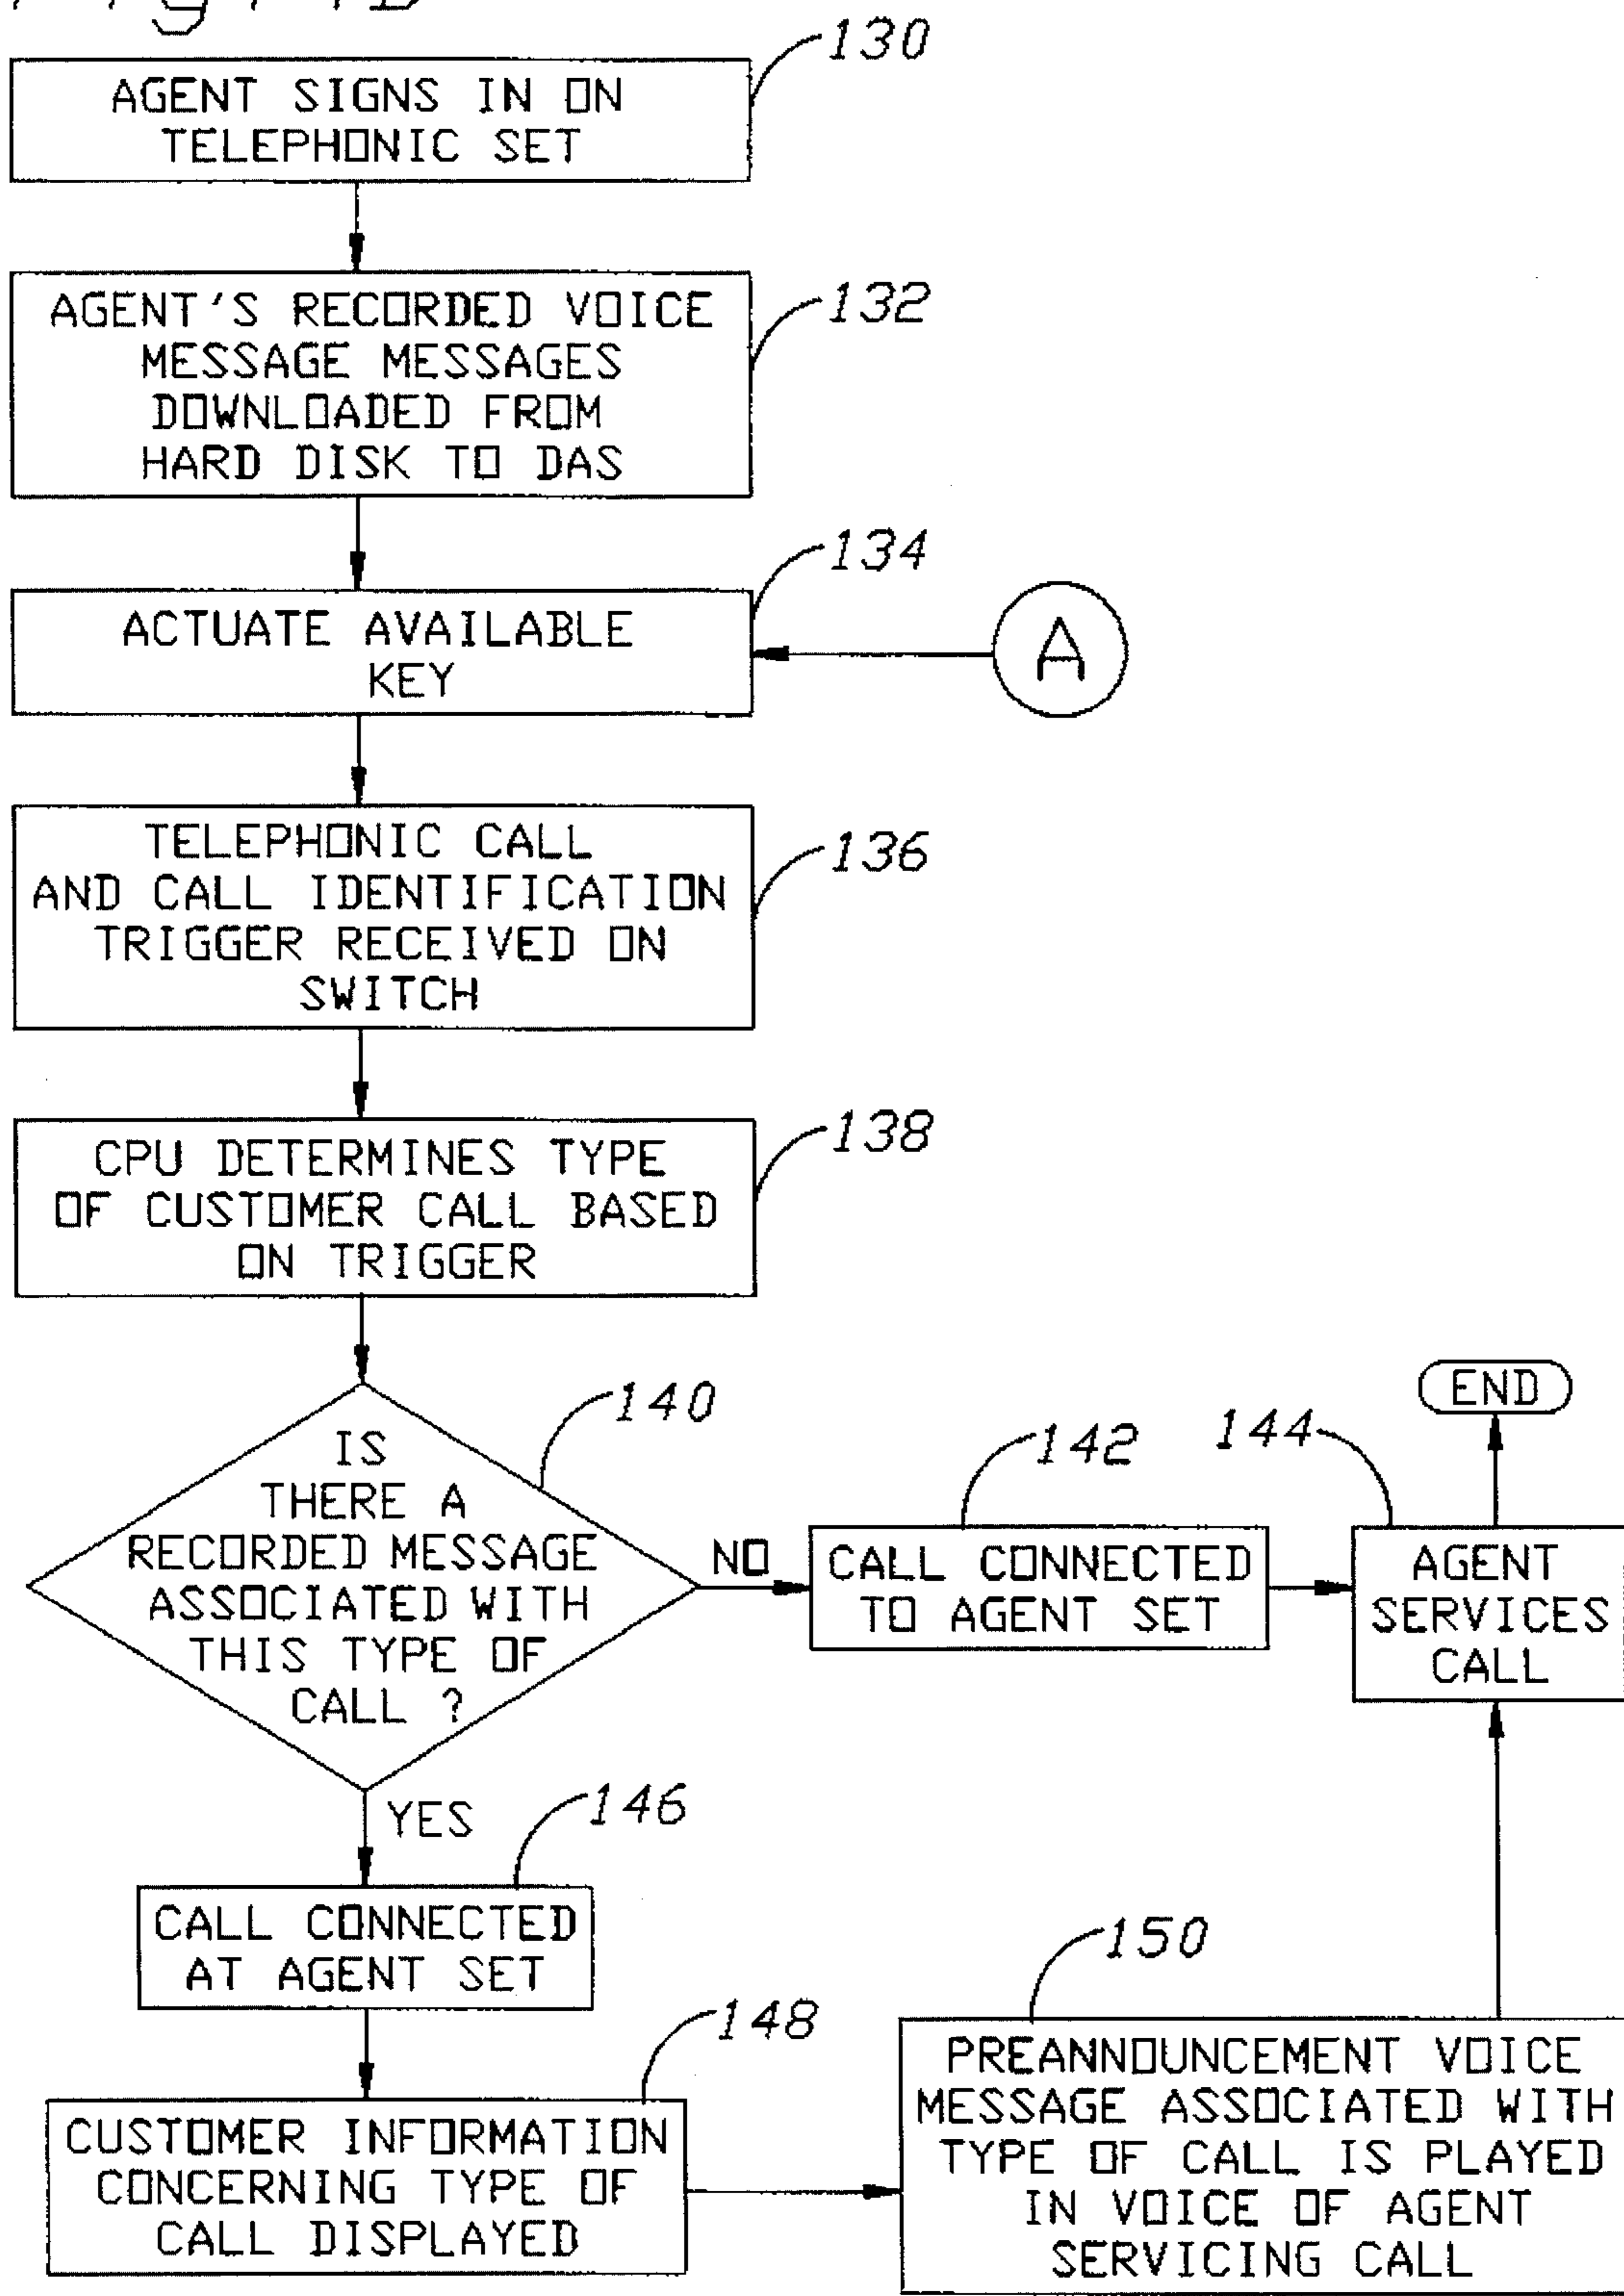 130
AGENT SIGNS IN ON
TELEPHONIC SET
132
AGENT'S RECORDED VOICE
MESSAGE MESSAGES
DOWNLOADED FROM
HARD DISK TO DAS
134
ACTUATE AVAILABLE
KEY
A
136
TELEPHONIC CALL
AND CALL IDENTIFICATION
TRIGGER RECEIVED ON
SWITCH
138
CPU DETERMINES TYPE
OF CUSTOMER CALL BASED
ON TRIGGER
140
IS
THERE A
RECORDED MESSAGE
ASSOCIATED WITH
THIS TYPE OF
CALL ?
NO
142
CALL CONNECTED
TO AGENT SET
144
AGENT
SERVICES
CALL
END
YES
146
CALL CONNECTED
AT AGENT SET
148
CUSTOMER INFORMATION
CONCERNING TYPE OF
CALL DISPLAYED
150
PREANNOUNCEMENT VOICE
MESSAGE ASSOCIATED WITH
TYPE OF CALL IS PLAYED
IN VOICE OF AGENT
SERVICING CALL